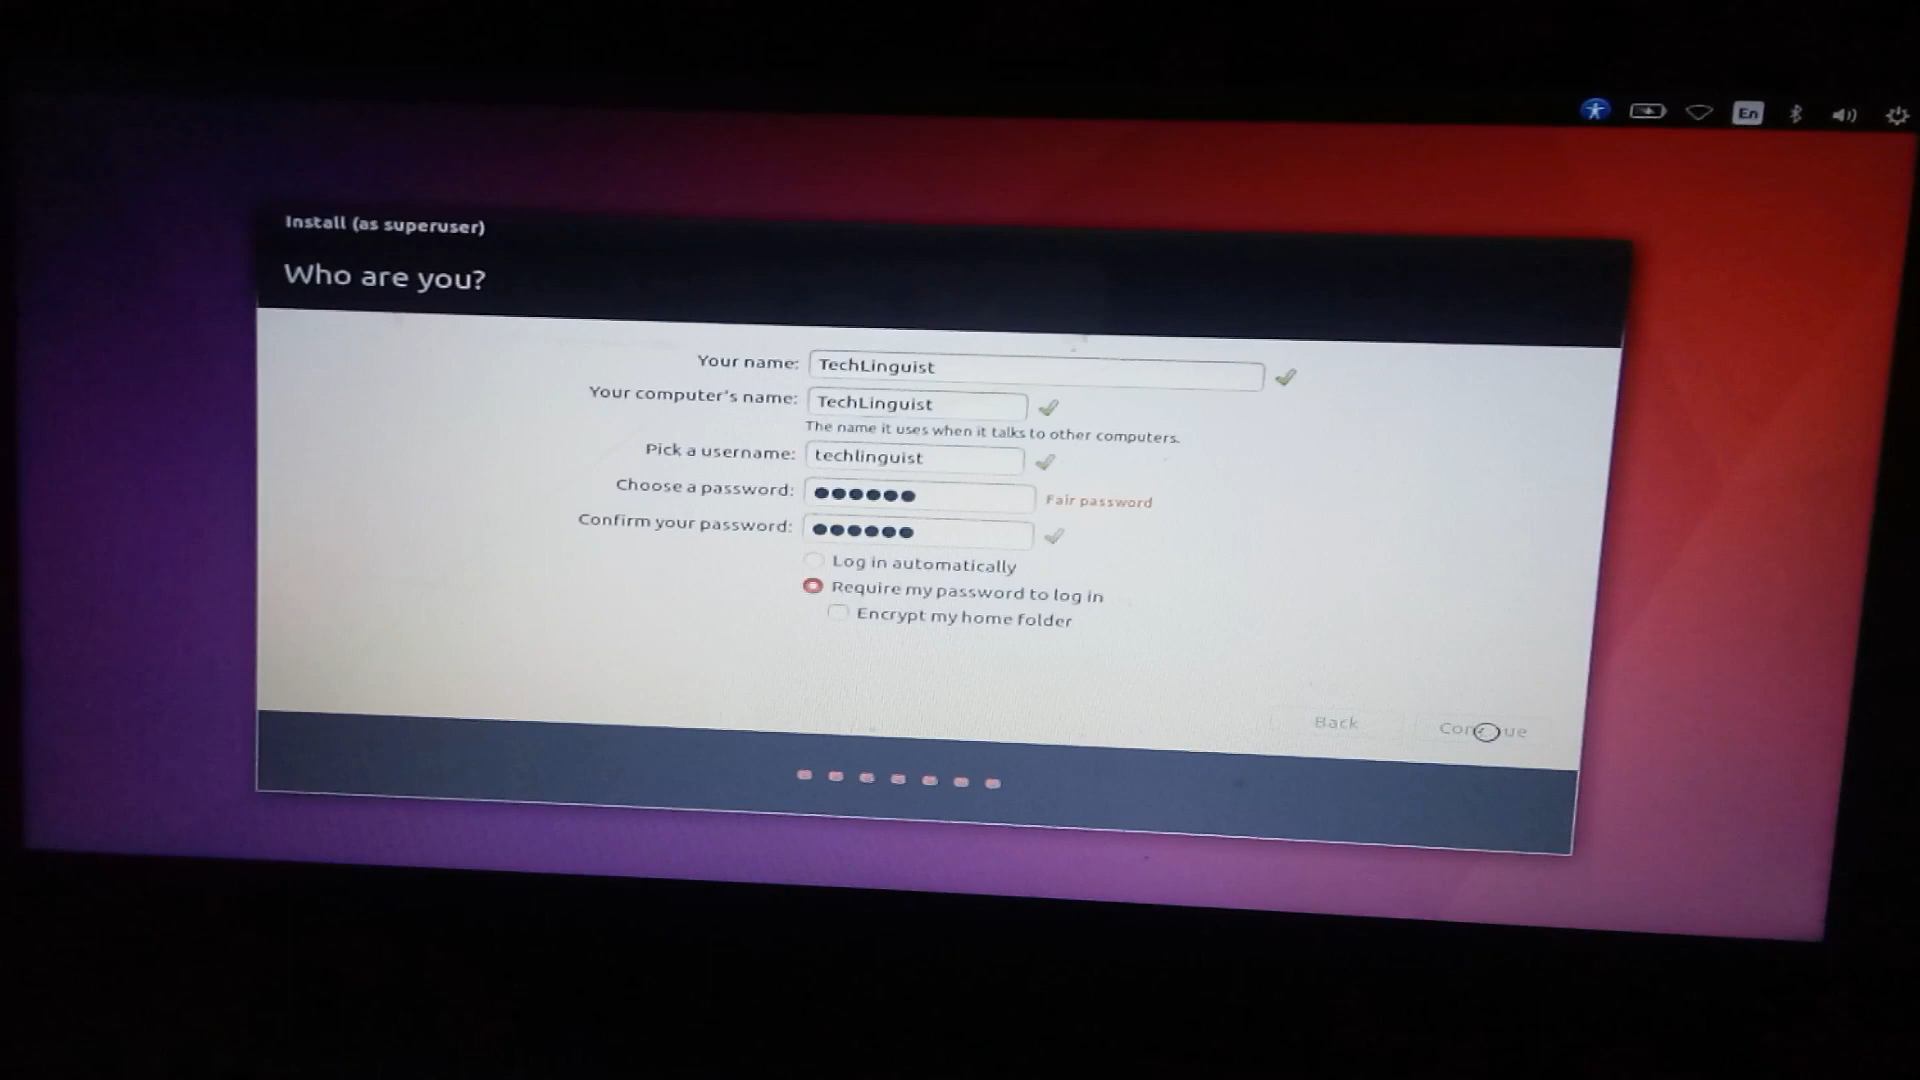 En
Install (as superuser)
Who are you?
Your name: TechLinguist
Your computer's name: TechLinguist
The name it uses when it talks to other computers.
Pick a username: techlinguist
Choose a password: ●●●●●● Fair password
Confirm your password: ●●●●●●
Log in automatically
Require my password to log in
Encrypt my home folder
Back